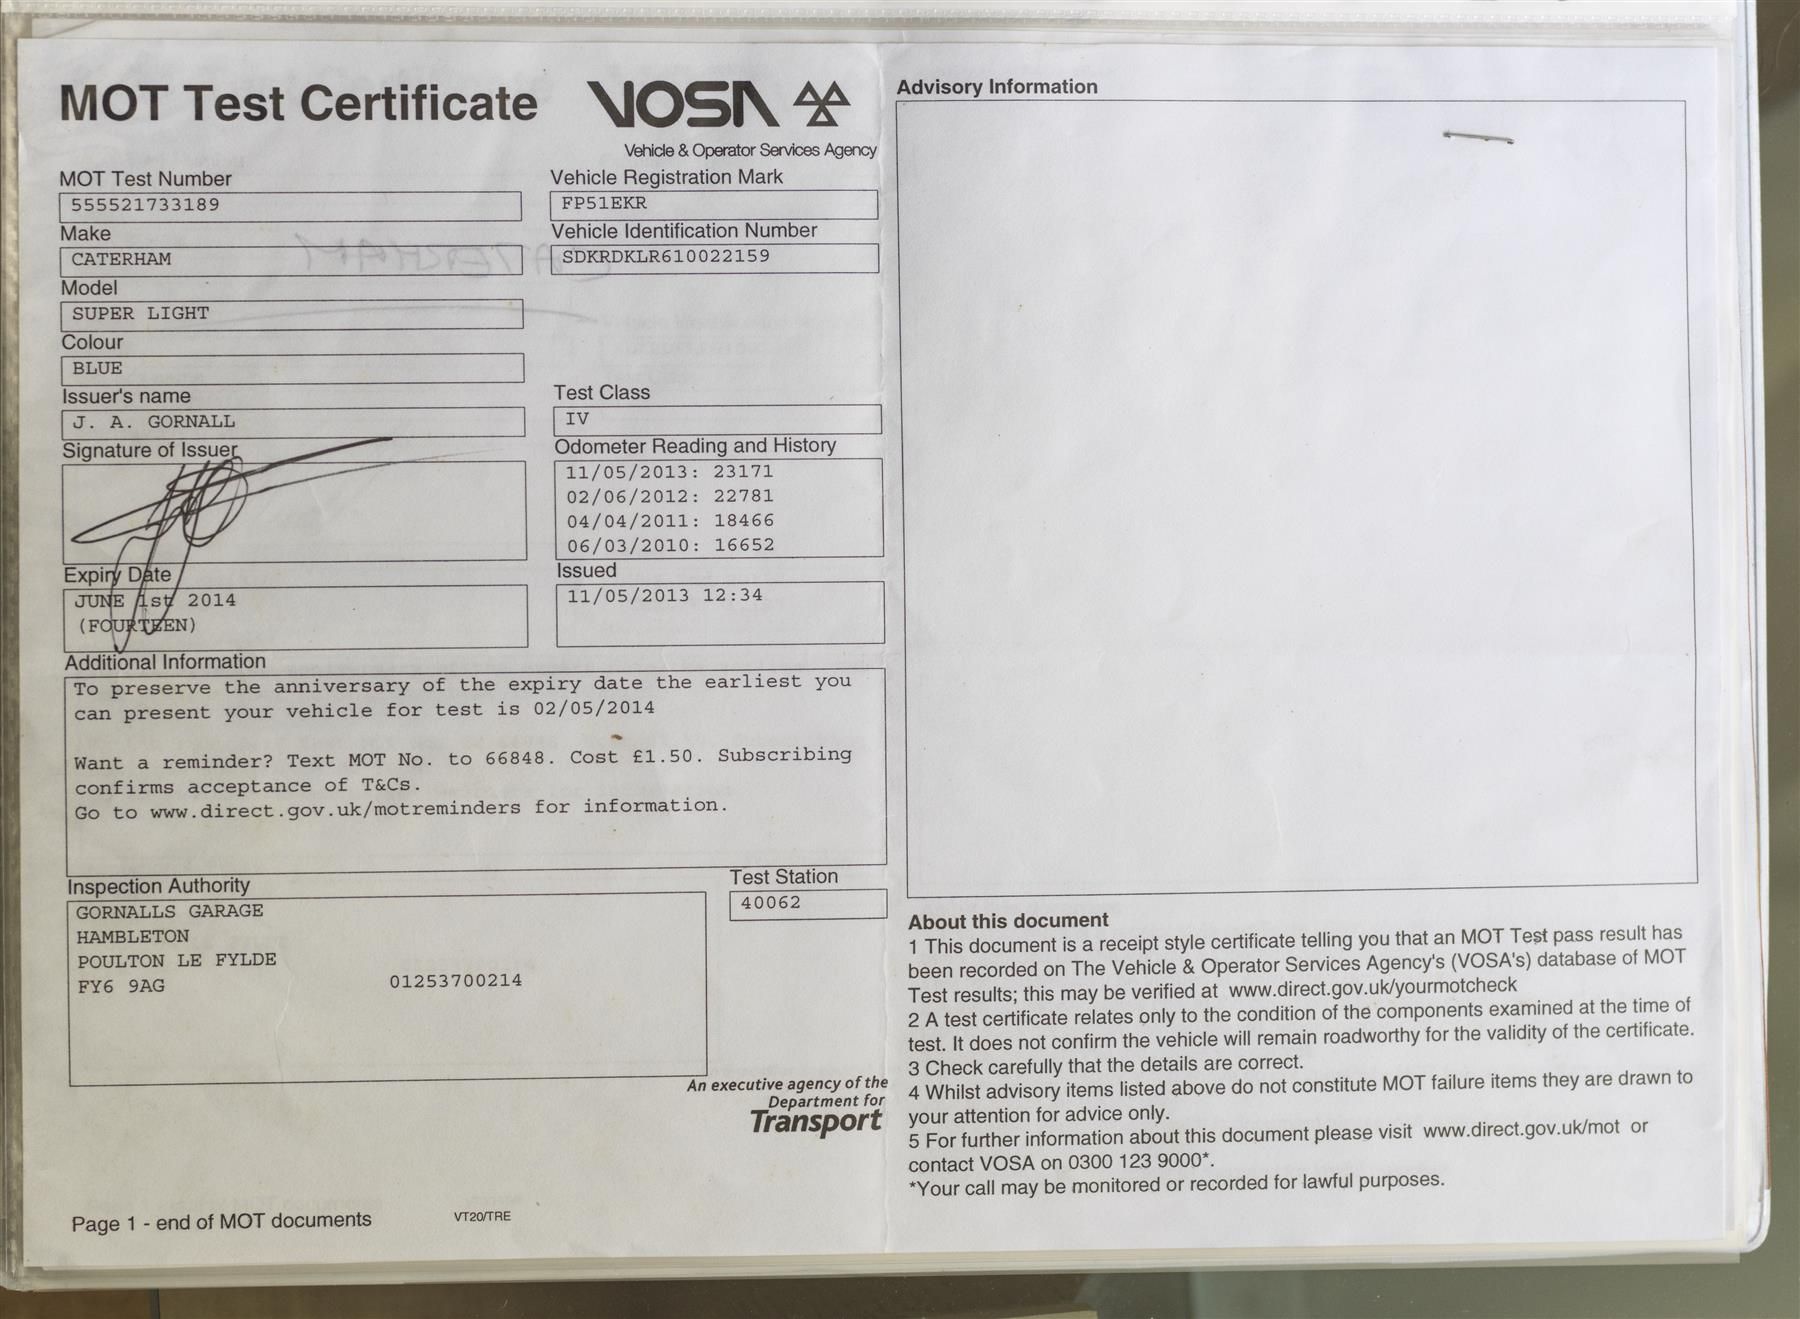 MOT Test Certificate
VOSA
Vehicle & Operator Services Agency
MOT Test Number
555521733189
Vehicle Registration Mark
FP51EKR
Make
CATERHAM
Vehicle Identification Number
SDKRDKLR610022159
Model
SUPER LIGHT
Colour
BLUE
Issuer's name
J. A. GORNALL
Test Class
IV
Signature of Issuer
Odometer Reading and History
11/05/2013: 23171
02/06/2012: 22781
04/04/2011: 18466
06/03/2010: 16652
Expiry Date
JUNE 1st 2014
(FOURTEEN)
Issued
11/05/2013 12:34
Additional Information
To preserve the anniversary of the expiry date the earliest you
can present your vehicle for test is 02/05/2014
Want a reminder? Text MOT No. to 66848. Cost £1.50. Subscribing
confirms acceptance of T&Cs.
Go to www.direct.gov.uk/motreminders for information.
Inspection Authority
GORNALLS GARAGE
HAMBLETON
POULTON LE FYLDE
FY6 9AG 01253700214
Test Station
40062
An executive agency of the
Department for
Transport
Page 1 - end of MOT documents VT20/TRE
Advisory Information
About this document
1 This document is a receipt style certificate telling you that an MOT Test pass result has
been recorded on The Vehicle & Operator Services Agency's (VOSA's) database of MOT
Test results; this may be verified at www.direct.gov.uk/yourmotcheck
2 A test certificate relates only to the condition of the components examined at the time of
test. It does not confirm the vehicle will remain roadworthy for the validity of the certificate.
3 Check carefully that the details are correct.
4 Whilst advisory items listed above do not constitute MOT failure items they are drawn to
your attention for advice only.
5 For further information about this document please visit www.direct.gov.uk/mot or
contact VOSA on 0300 123 9000*.
*Your call may be monitored or recorded for lawful purposes.